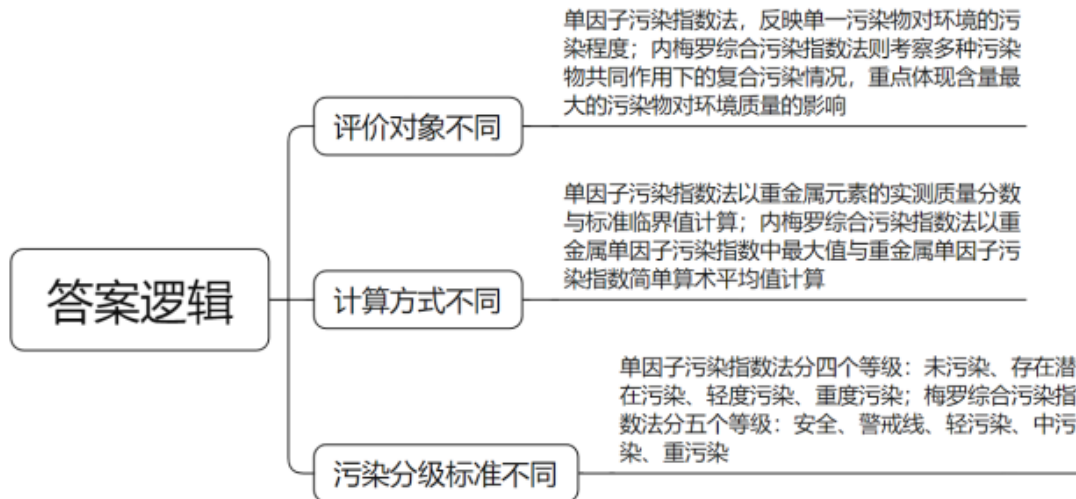 单因子污染指数法，反映单一污染物对环境的污
染程度；内梅罗综合污染指数法则考察多种污染
物共同作用下的复合污染情况，重点体现含量最
大的污染物对环境质量的影响
评价对象不同
单因子污染指数法以重金属元素的实测质量分数
与标准临界值计算；内梅罗综合污染指数法以重
金属单因子污染指数中最大值与重金属单因子污
染指数简单算术平均值计算
答案逻辑
计算方式不同
单因子污染指数法分四个等级：未污染、存在潜
在污染、轻度污染、重度污染；梅罗综合污染指
数法分五个等级：安全、警戒线、轻污染、中污
染、重污染
污染分级标准不同